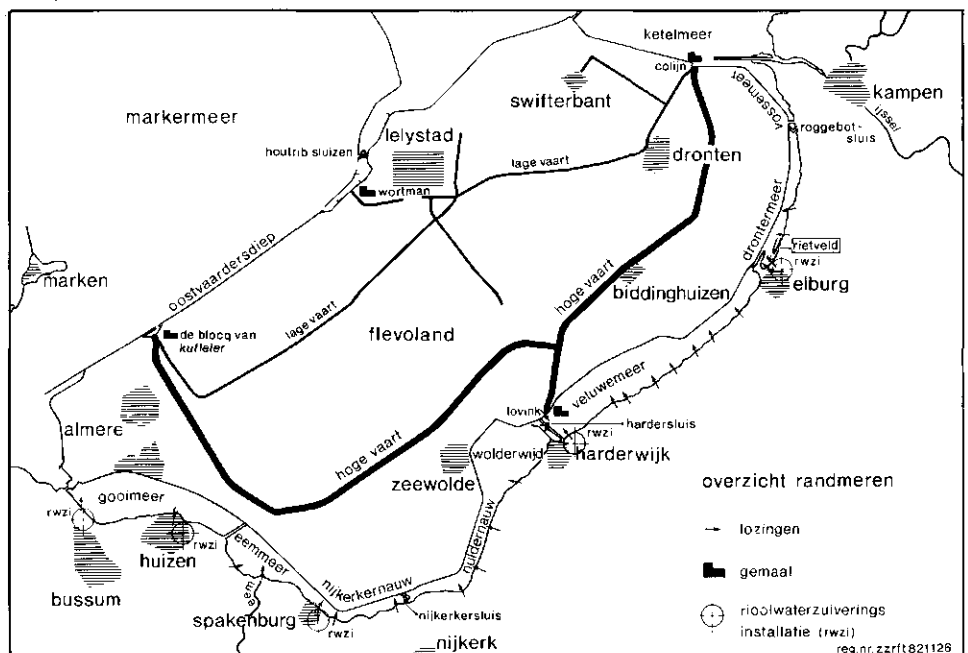 ketelmeer
colijn
kampen
swifterbant
vossemeer
ijssel
markermeer
roggebot-
sluis
lelystad
houtrib sluizen
dronten
lage vaart
wortman
drontermeer
rietveld
rwzi
marken
oostvaardersdiep
elburg
hoge vaart
biddinghuizen
de blocq van
kuffeler
lage vaart
flevoland
veluwemeer
lovink
hardersluis
rwzi
almere
hoge vaart
wolderwijd
harderwijk
zeewolde
gooimeer
overzicht randmeren
rwzi
nuldernauw
lozingen
rwzi
huizen
eemmeer
gemaal
bussum
eem
nijkerkernauw
nijkerkersluis
spakenburg
rwzi
rioolwaterzuiverings
installatie (rwzi)
nijkerk
reg.nr.zzrft821126